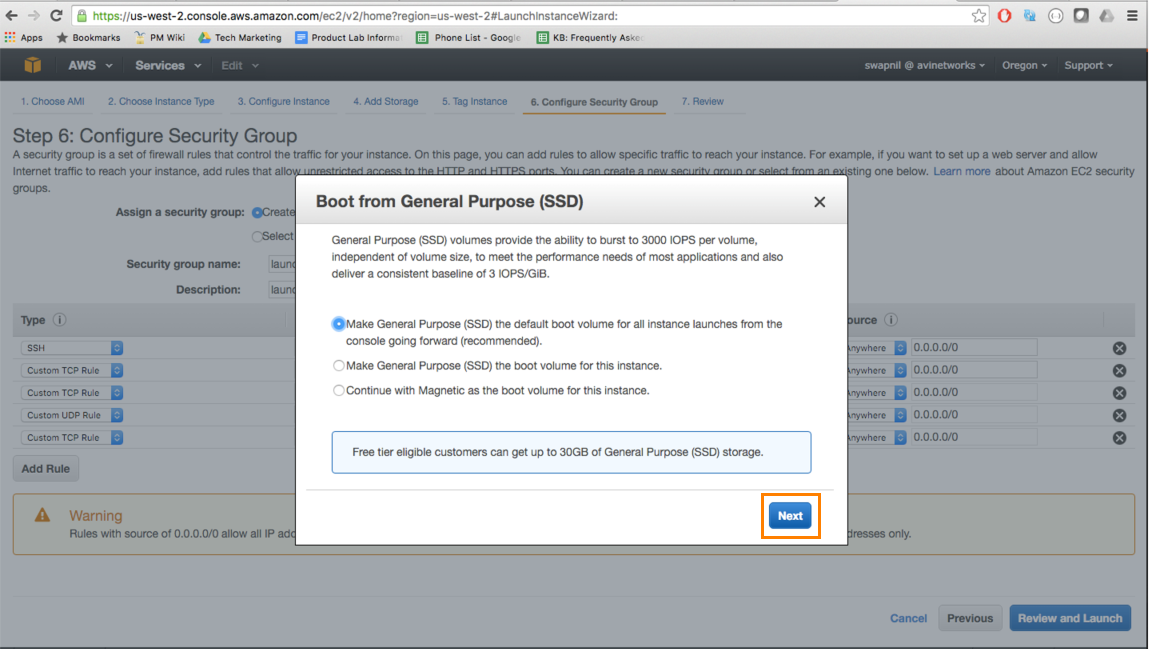 https://us-west-2.console.aws.amazon.com/ec2/v2/home?region=us-west-2#LaunchInstanceWizard:
Apps Bookmarks PM Wiki Tech Marketing Product Lab Informa Phone List - Google KB: Frequently Aske
AWS Services Edit swapnil @ avinetworks Oregon Support
1. Choose AMI 2. Choose Instance Type 3. Configure Instance 4. Add Storage 5. Tag Instance 6. Configure Security Group 7. Review
Step 6: Configure Security Group
A security group is a set of firewall rules that control the traffic for your instance. On this page, you can add rules to allow specific traffic to reach your instance. For example, if you want to set up a web server and allow
Internet traffic to reach your instance, add rules that allow unrestricted access to the HTTP and HTTPS ports. You can create a new security group or select from an existing one below. Learn more about Amazon EC2 security
groups.
Assign a security group: Create
Select
Security group name: laun
Description: laun
Boot from General Purpose (SSD)
General Purpose (SSD) volumes provide the ability to burst to 3000 IOPS per volume,
independent of volume size, to meet the performance needs of most applications and also
deliver a consistent baseline of 3 IOPS/GiB.
Make General Purpose (SSD) the default boot volume for all instance launches from the
console going forward (recommended).
Make General Purpose (SSD) the boot volume for this instance.
Continue with Magnetic as the boot volume for this instance.
Free tier eligible customers can get up to 30GB of General Purpose (SSD) storage.
Next
Type ource
SSH nywhere 0.0.0.0/0
Custom TCP Rule nywhere 0.0.0.0/0
Custom TCP Rule nywhere 0.0.0.0/0
Custom UDP Rule nywhere 0.0.0.0/0
Custom TCP Rule nywhere 0.0.0.0/0
Add Rule
Warning
Rules with source of 0.0.0.0/0 allow all IP add dresses only.
Cancel Previous Review and Launch